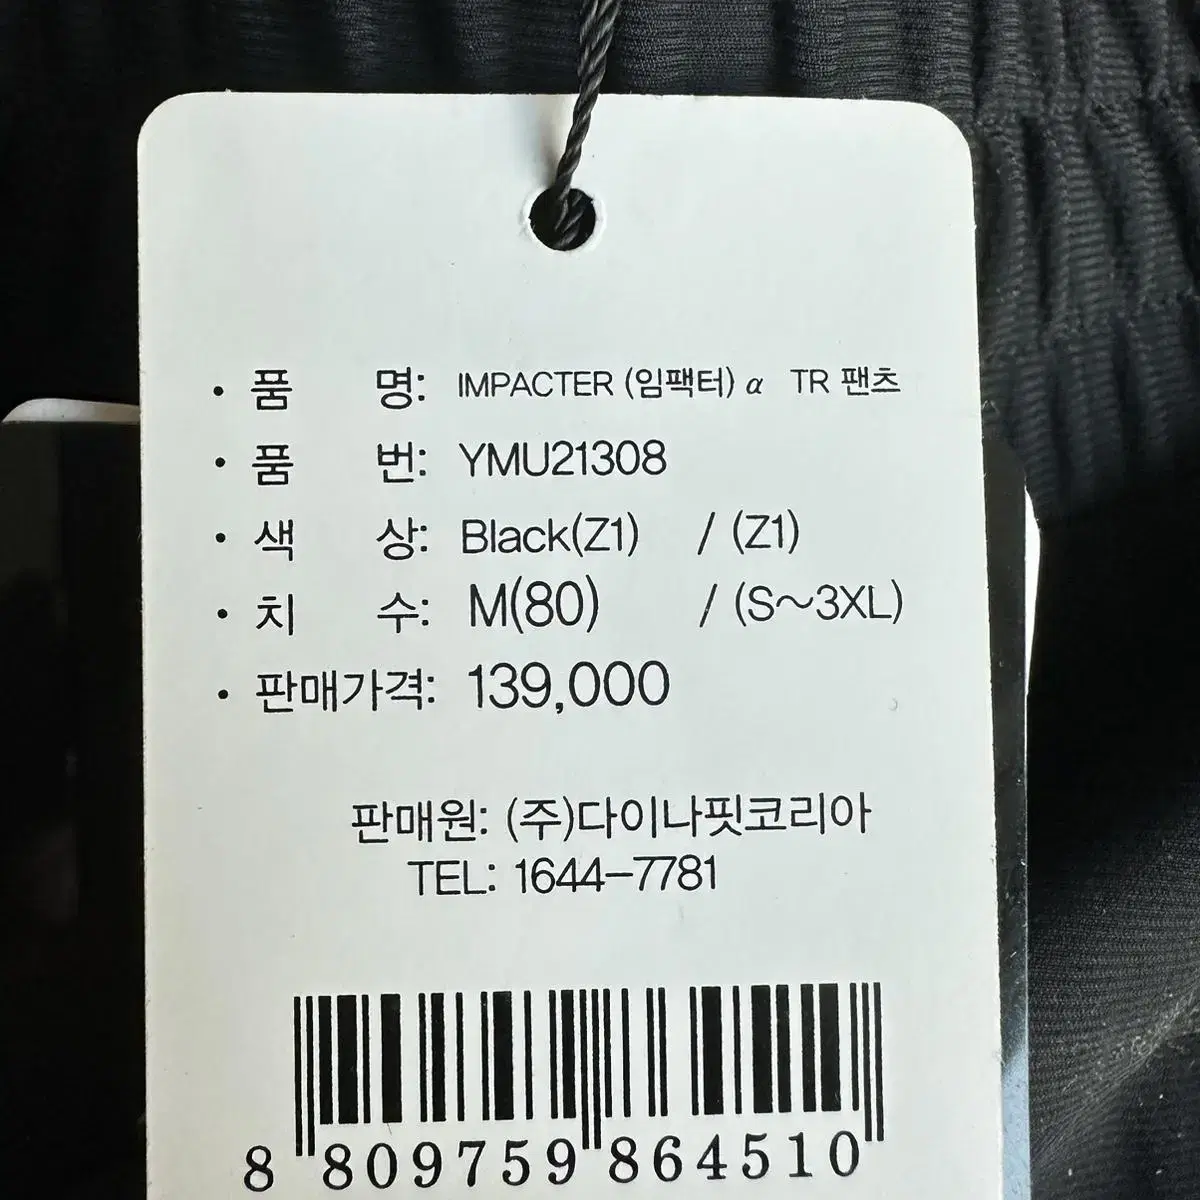 • 품 명: IMPACTER (임팩터) α TR 팬츠
• 품 번: YMU21308
• 색 상: Black(Z1) / (Z1)
• 치 수: M(80) / (S~3XL)
• 판매가격: 139,000
판매원: (주)다이나핏코리아
TEL: 1644-7781
8 809759 864510